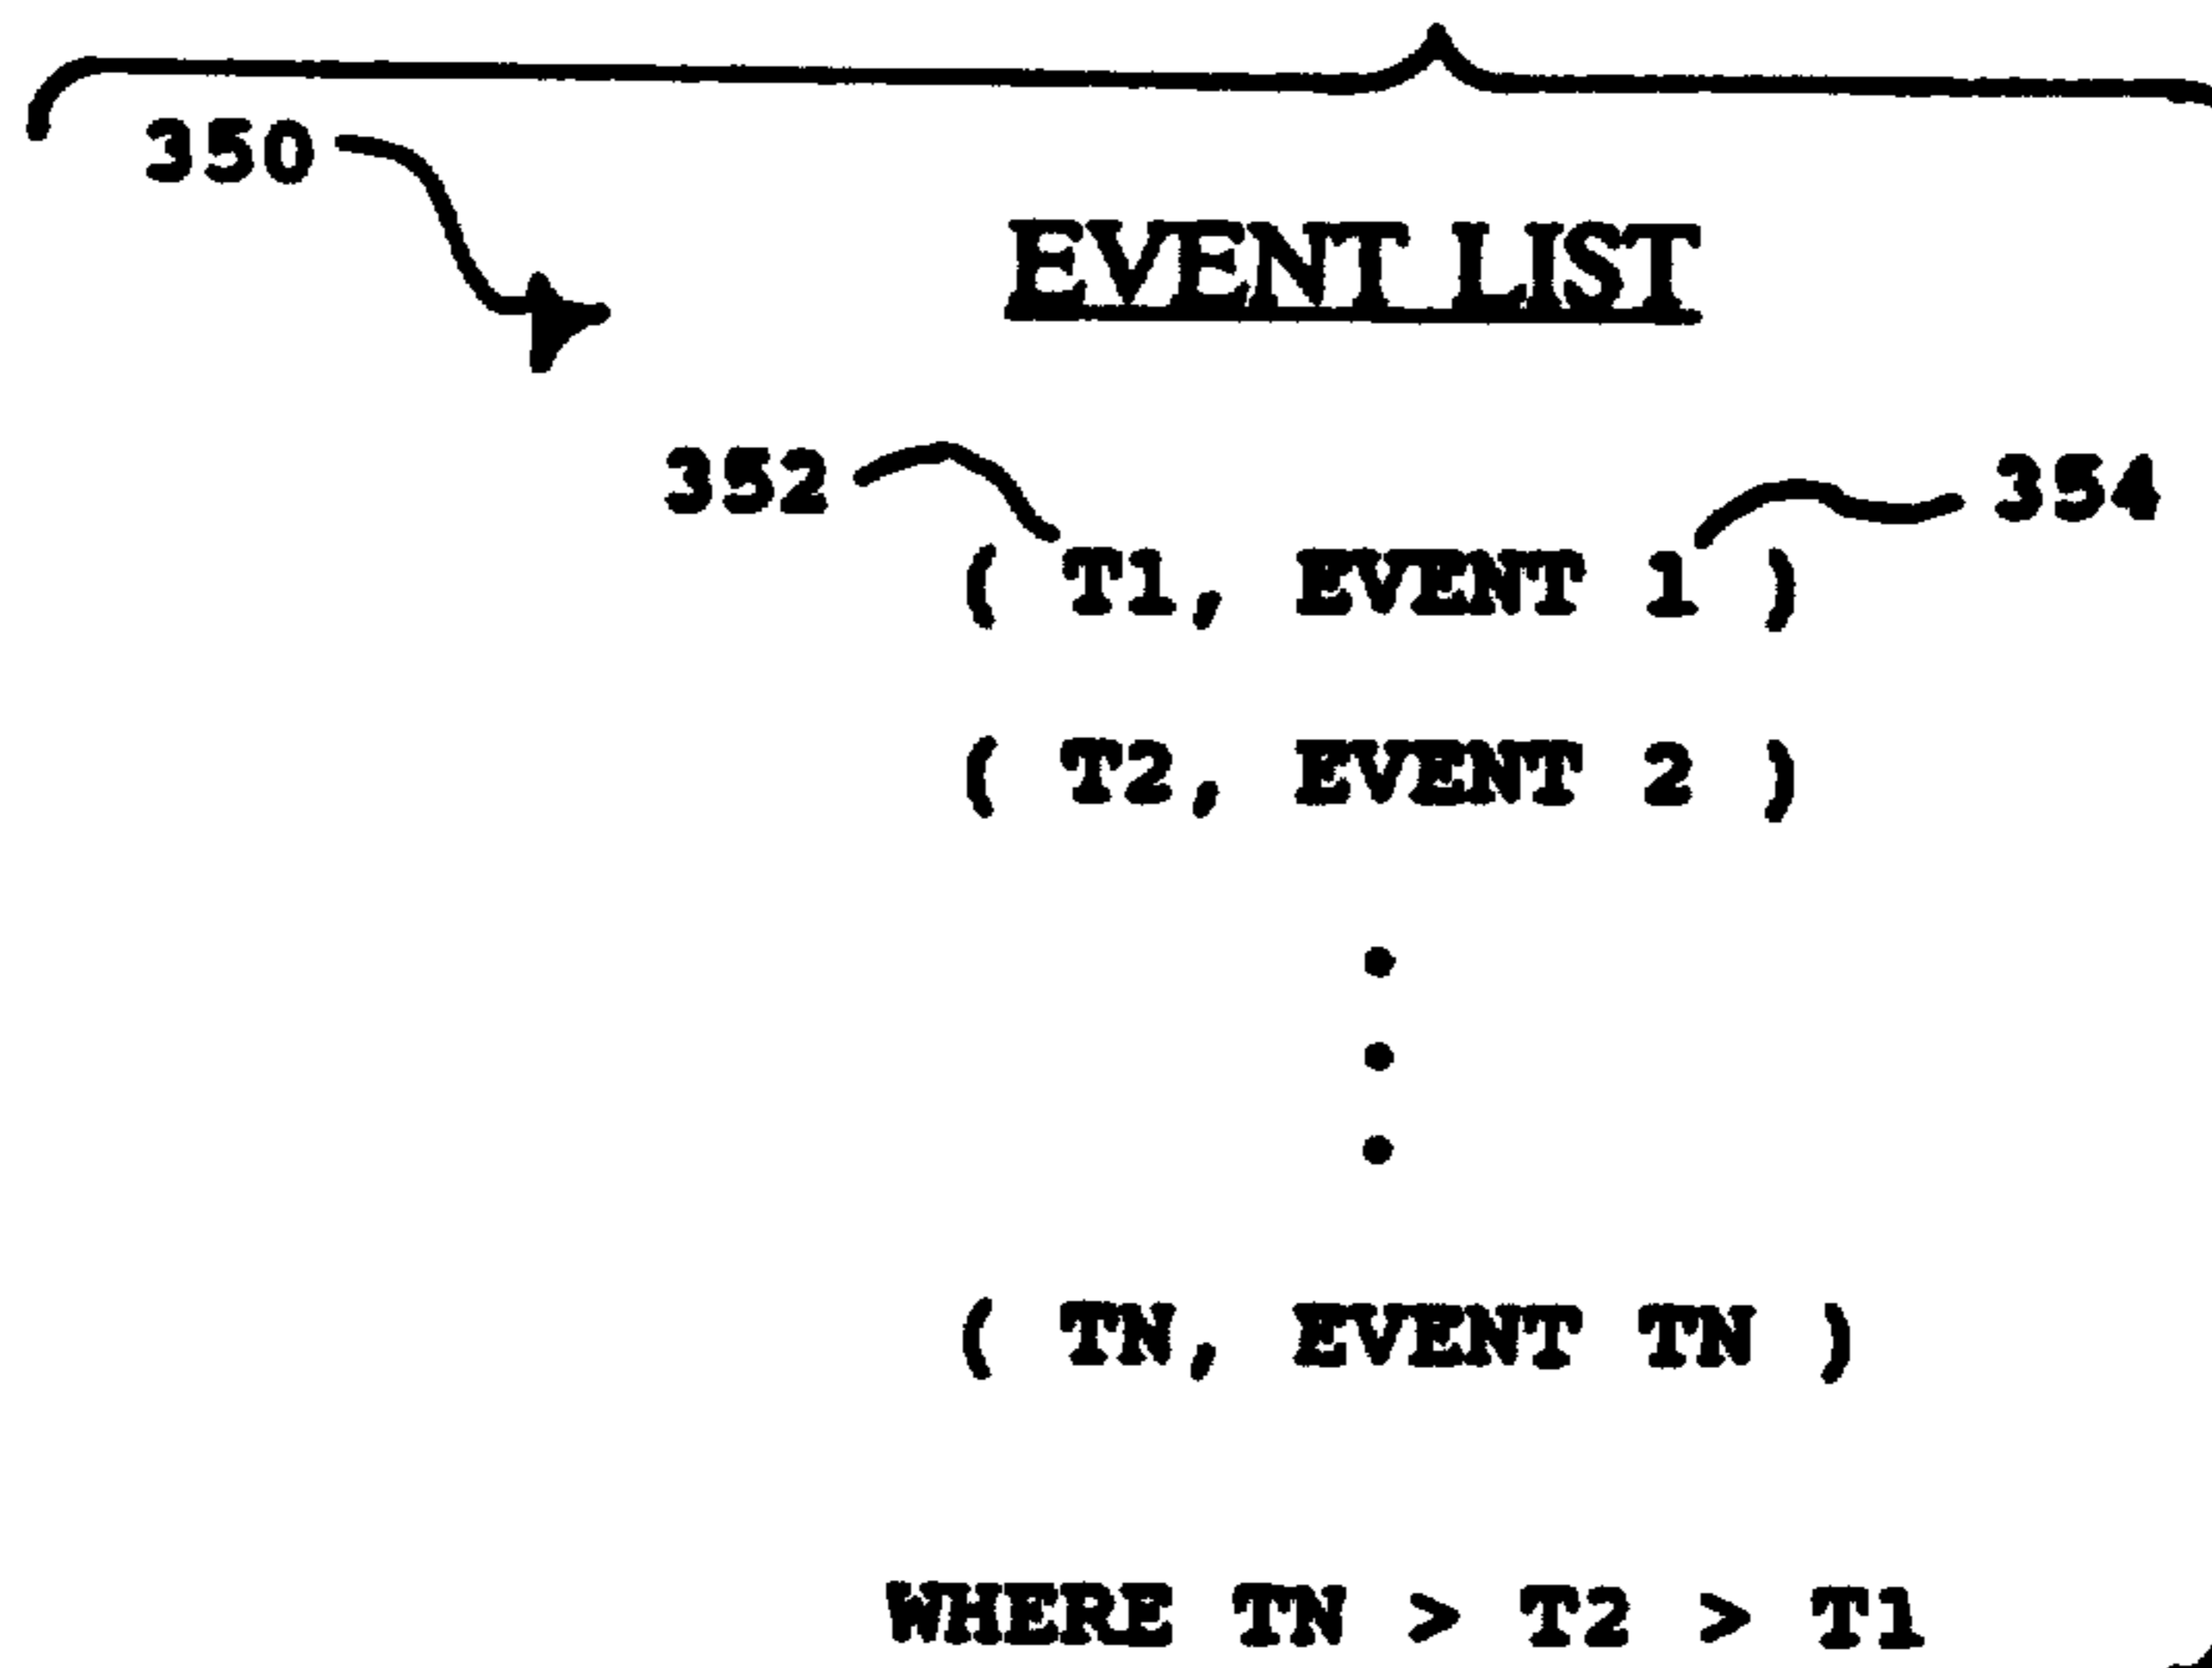 350
EVENT LIST
352 354
( T1, EVENT 1 )
( T2, EVENT 2 )
( TN, EVENT TN )
WHERE TN > T2 > T1